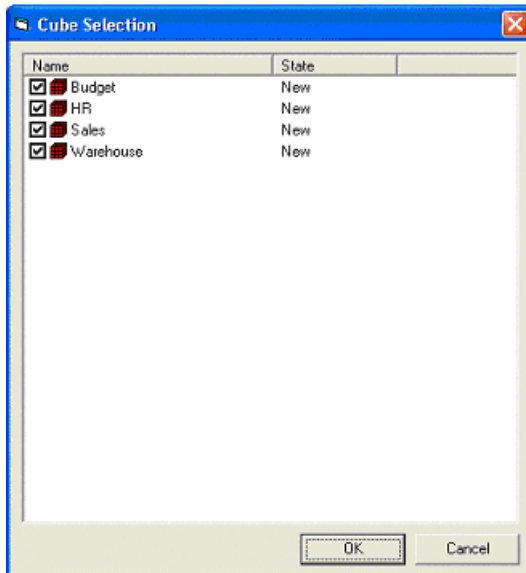 Cube Selection
Name State
Budget New
HR New
Sales New
Warehouse New
OK Cancel